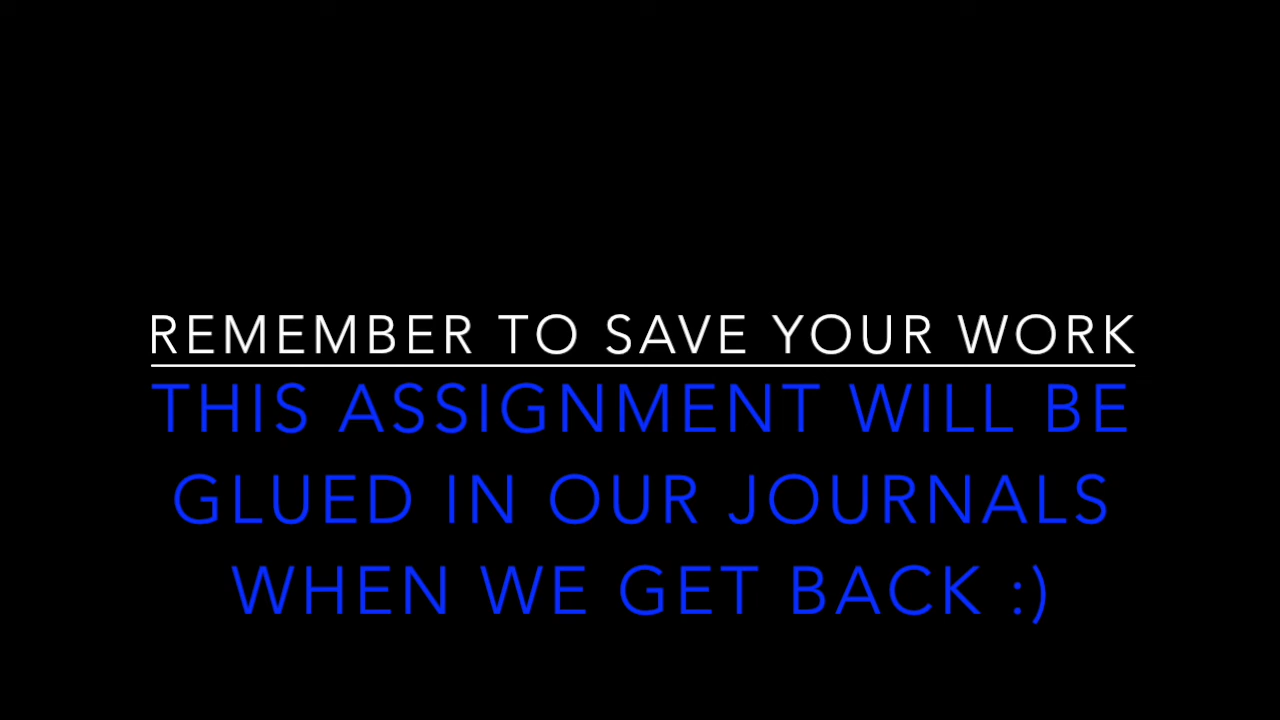 REMEMBER TO SAVE YOUR WORK
THIS ASSIGNMENT WILL BE
GLUED IN OUR JOURNALS
WHEN WE GET BACK :)